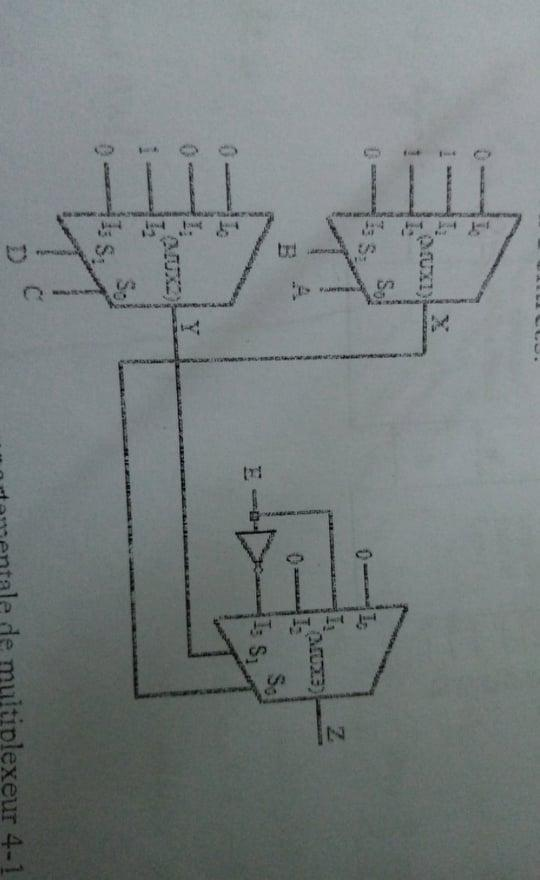 0 I₀
1 I₁
(MUX1) X
1 I₂
0 I₃ S₁ S₀
B A
0 I₀
0 I₁
(MUX2) Y
1 I₂
0 I₃ S₁ S₀
D C
0 I₀
I₁
(MUX3) Z
0 I₂
E I₃ S₁ S₀
de multiplexeur 4-1